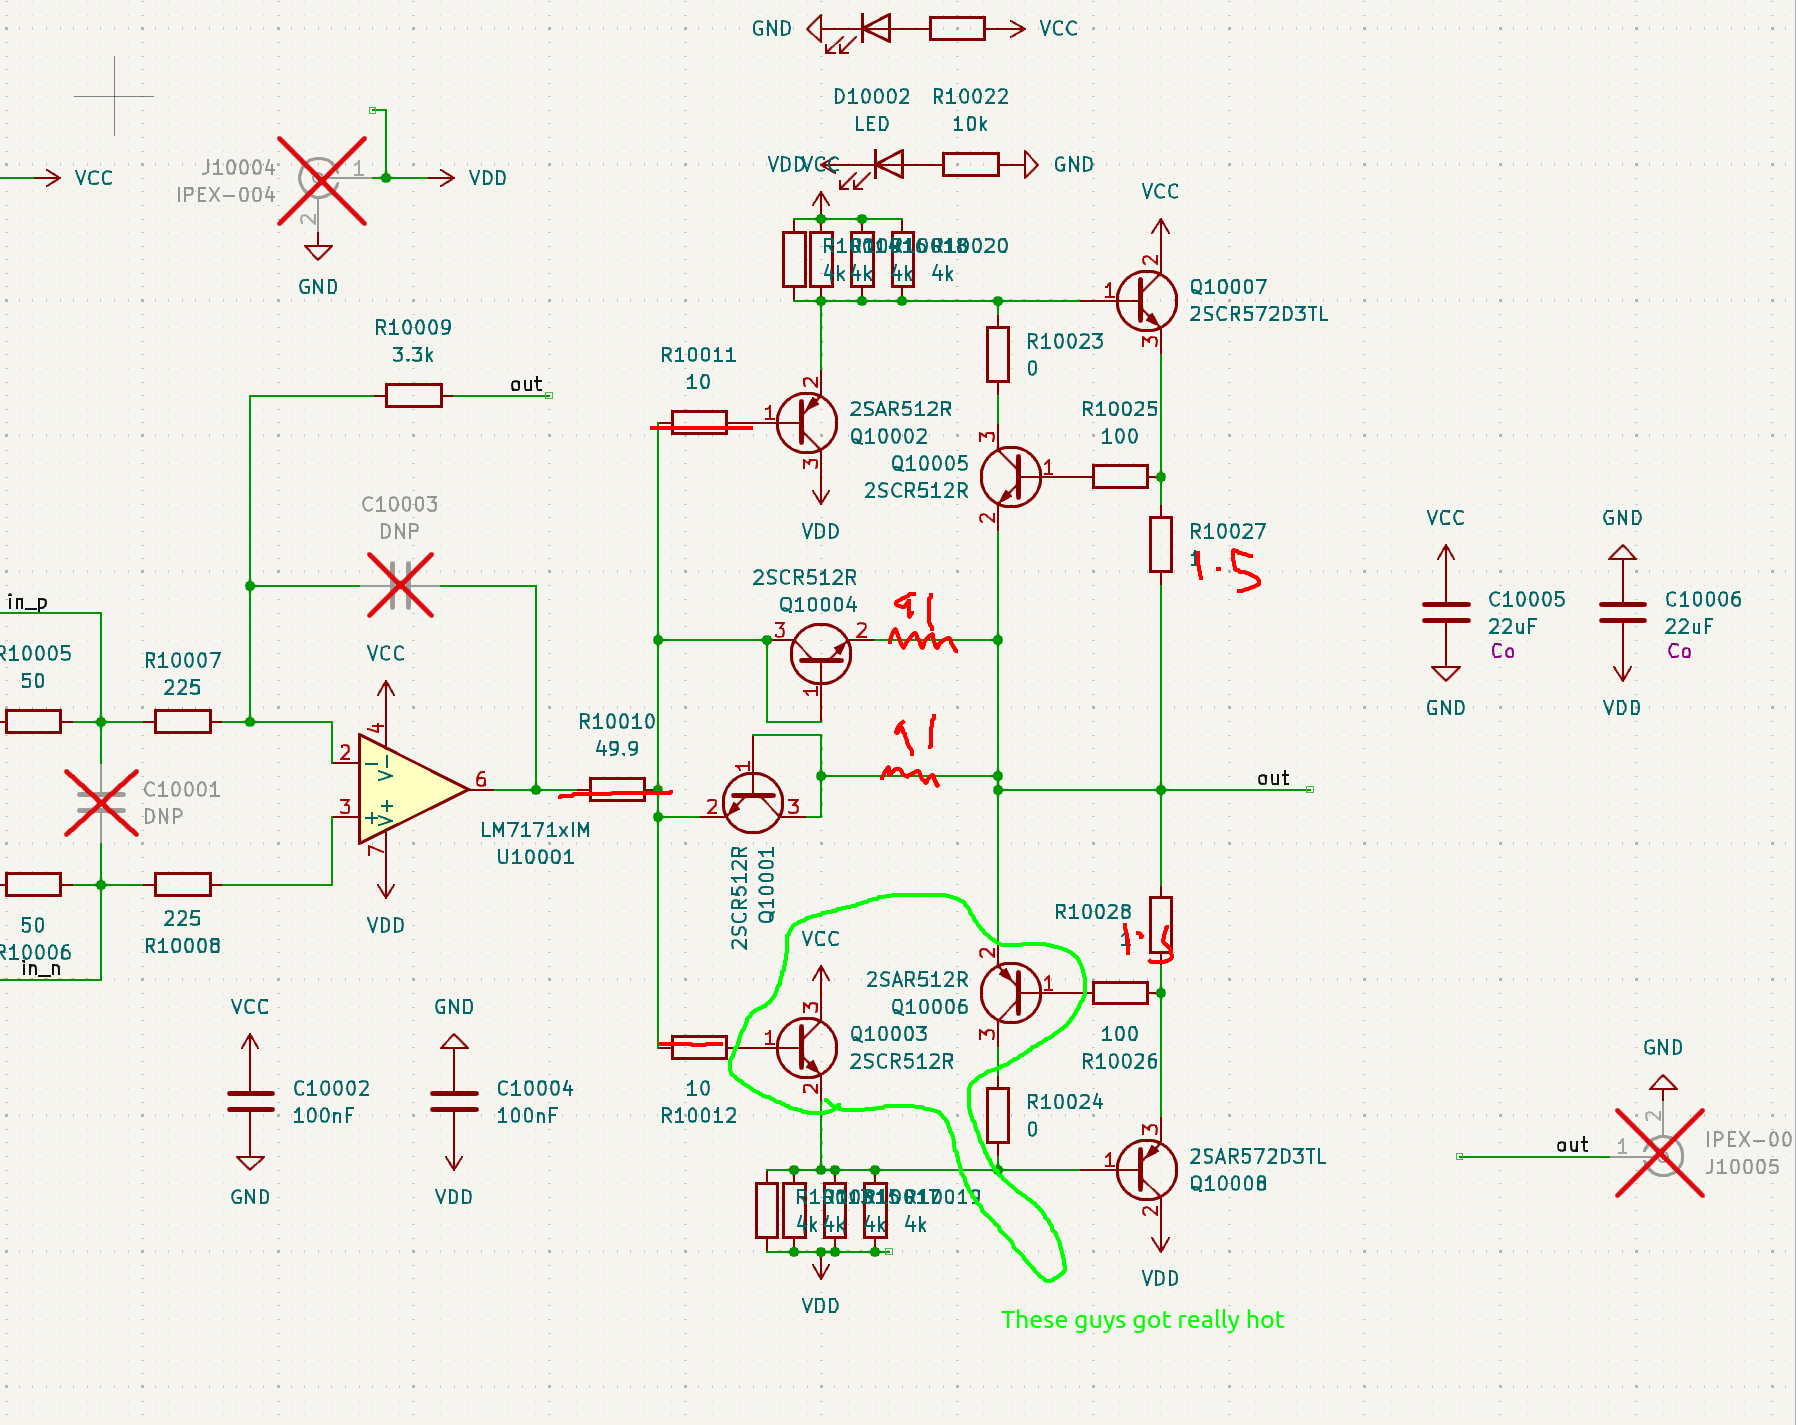 GND
VCC
D10002
LED
R10022
10k
VDD
VCC
GND
VCC
J10004
IPEX-004
1
2
VDD
GND
VCC
R10020
4k
4k
4k
4k
2
1
3
Q10007
2SCR572D3TL
R10009
3.3k
out
R10011
10
R10023
0
1
2
3
2SAR512R
Q10002
VDD
R10025
100
3
1
2
Q10005
2SCR512R
C10003
DNP
R10027
1
1.5
VCC
C10005
22uF
Co
GND
GND
C10006
22uF
Co
VDD
in_p
R10005
50
R10007
225
VCC
2SCR512R
Q10004
3
2
1
91
91
R10010
49.9
4
2
3
6
7
V-
V+
LM7171xIM
U10001
VDD
C10001
DNP
1
2
3
2SCR512R
Q10001
out
50
R10006
in_n
225
R10008
R10028
1
1.5
VCC
3
1
2
Q10003
2SCR512R
2SAR512R
Q10006
2
1
3
100
R10026
10
R10012
R10024
0
VCC
C10002
100nF
GND
GND
C10004
100nF
VDD
R10019
4k
4k
4k
4k
VDD
1
3
2
2SAR572D3TL
Q10008
VDD
GND
out
1
2
IPEX-00
J10005
These guys got really hot